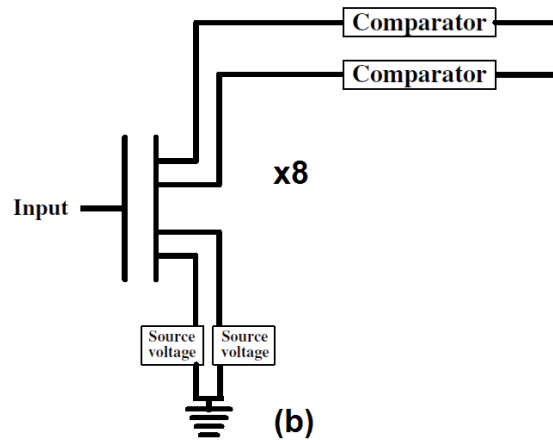 Comparator
Comparator
x8
Input
Source voltage
Source voltage
(b)